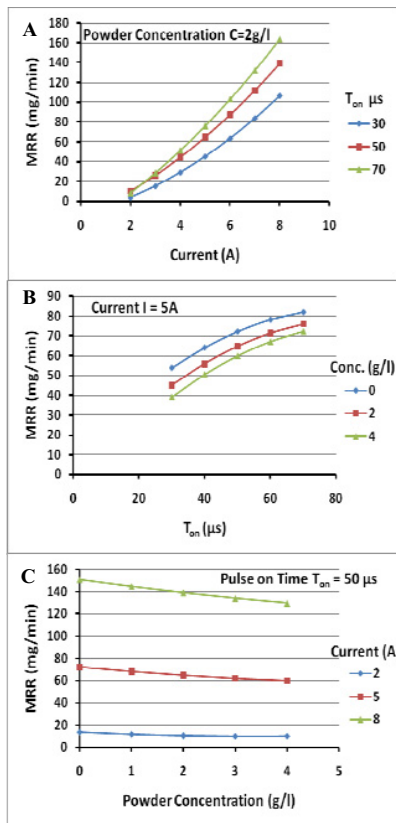 A
Powder Concentration C=2g/l
MRR (mg/min)
180
160
140
120
100
80
60
40
20
0
0 2 4 6 8 10
Current (A)
T_on µs
30
50
70
B
Current I = 5A
MRR (mg/min)
90
80
70
60
50
40
30
20
10
0
0 20 40 60 80
T_on (µs)
Conc. (g/l)
0
2
4
C
Pulse on Time T_on = 50 µs
MRR (mg/min)
160
140
120
100
80
60
40
20
0
0 1 2 3 4 5
Powder Concentration (g/l)
Current (A
2
5
8